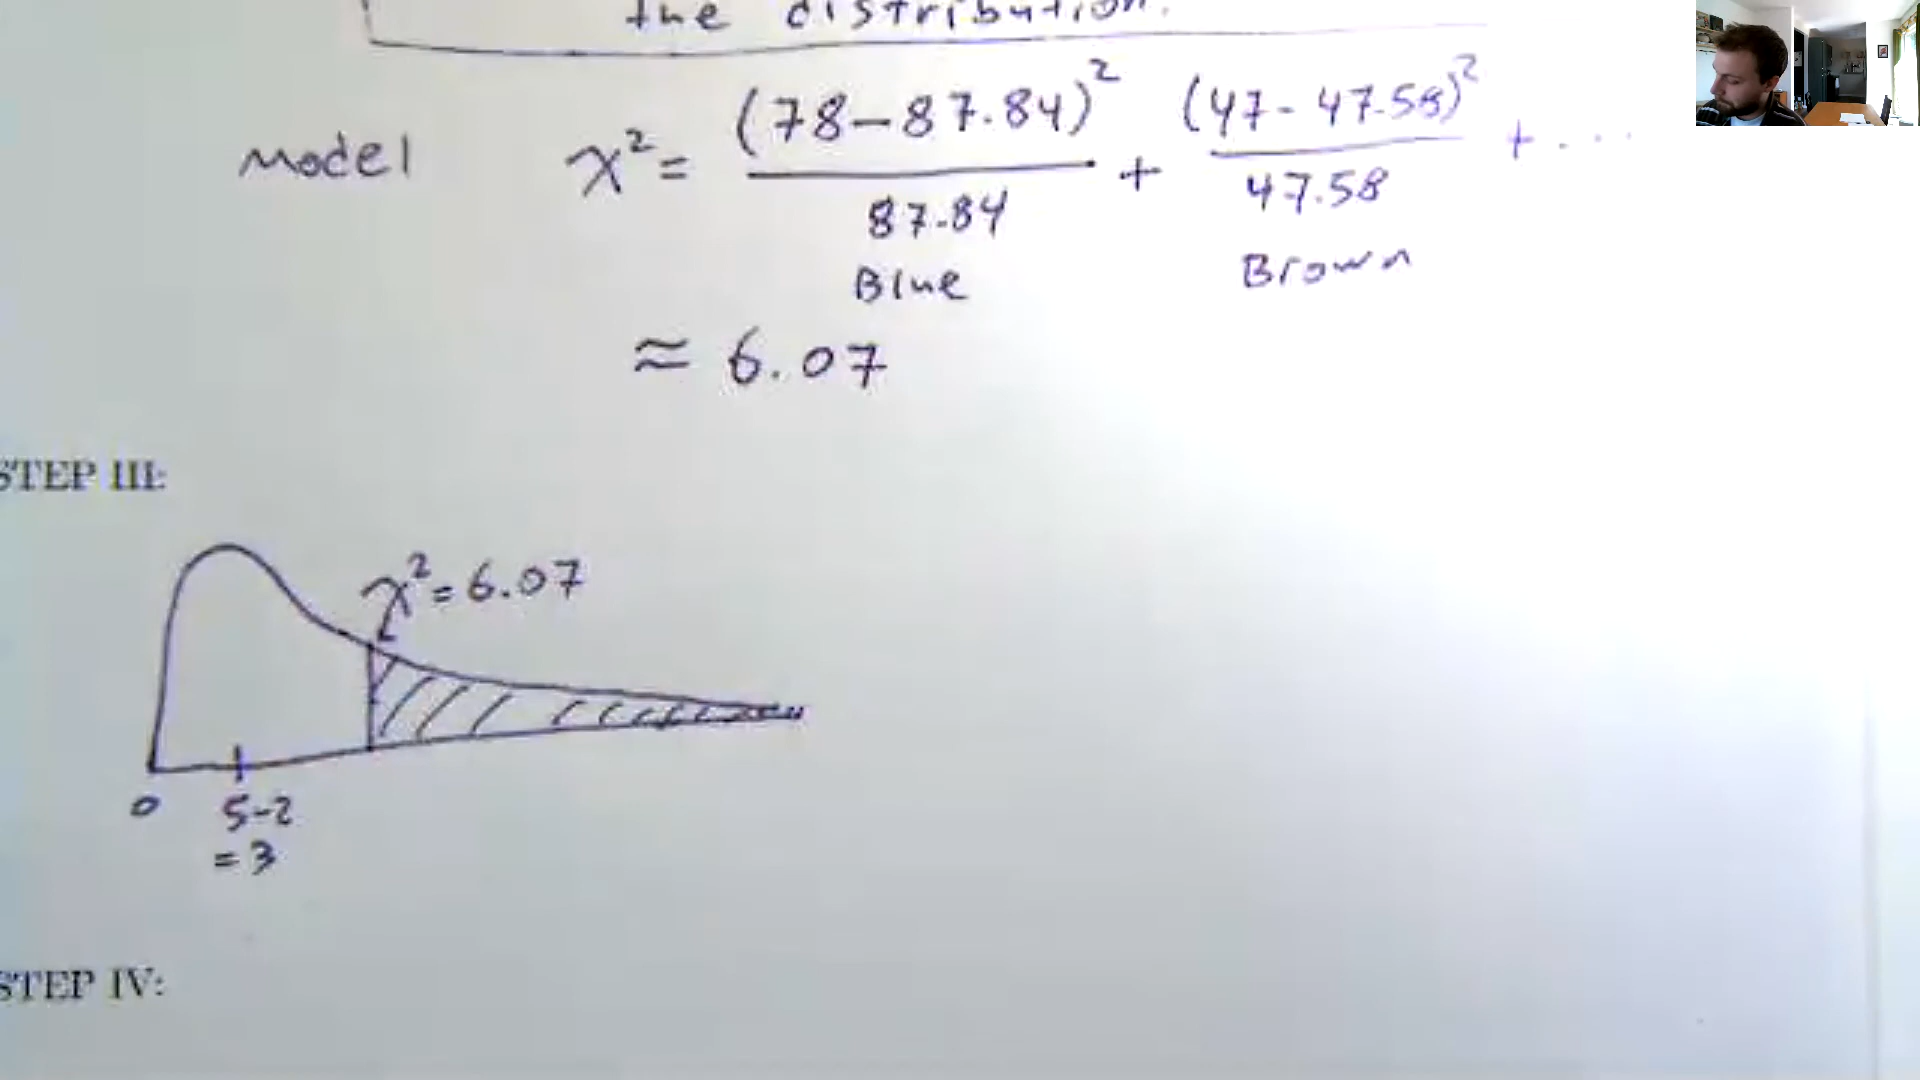 the distribution.
Model χ² = (78-87.84)² / 87.84 + (47-47.58)² / 47.58 + ...
Blue Brown
≈ 6.07
STEP III:
χ² = 6.07
0 5-2
= 3
STEP IV: